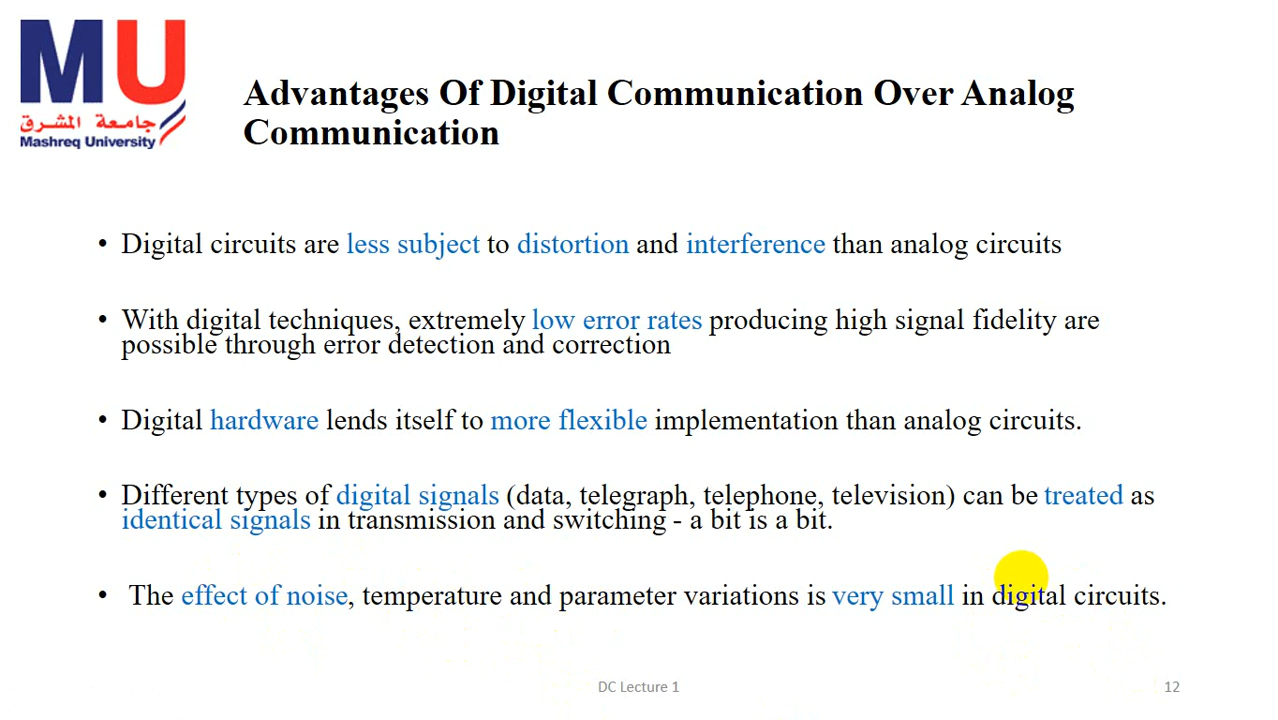 MU
جامعة المشرق
Mashreq University
Advantages Of Digital Communication Over Analog
Communication
• Digital circuits are less subject to distortion and interference than analog circuits
• With digital techniques, extremely low error rates producing high signal fidelity are
possible through error detection and correction
• Digital hardware lends itself to more flexible implementation than analog circuits.
• Different types of digital signals (data, telegraph, telephone, television) can be treated as
identical signals in transmission and switching - a bit is a bit.
• The effect of noise, temperature and parameter variations is very small in digital circuits.
DC Lecture 1
12